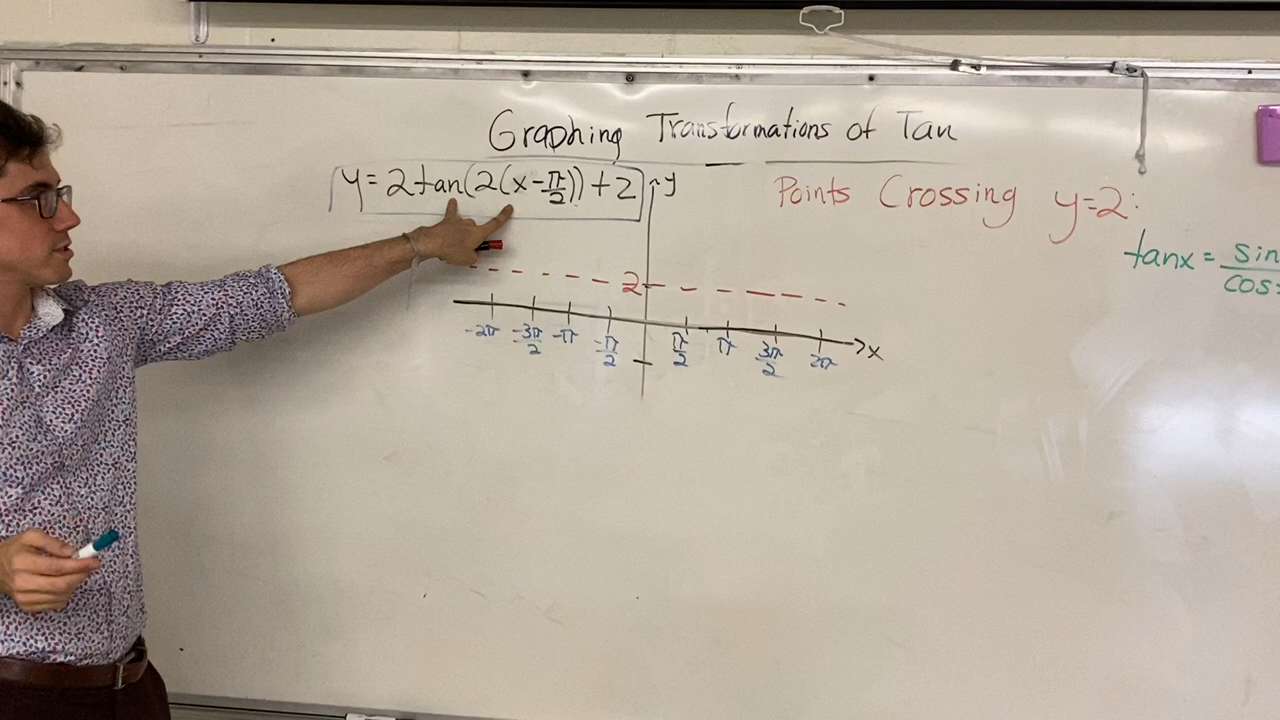 Graphing Transformations of Tan
y = 2tan(2(x - π/2)) + 2
y
Points Crossing y=2:
tanx = sin
cos
2
-2π -3π/2 -π -π/2 π/2 π 3π/2 2π
x